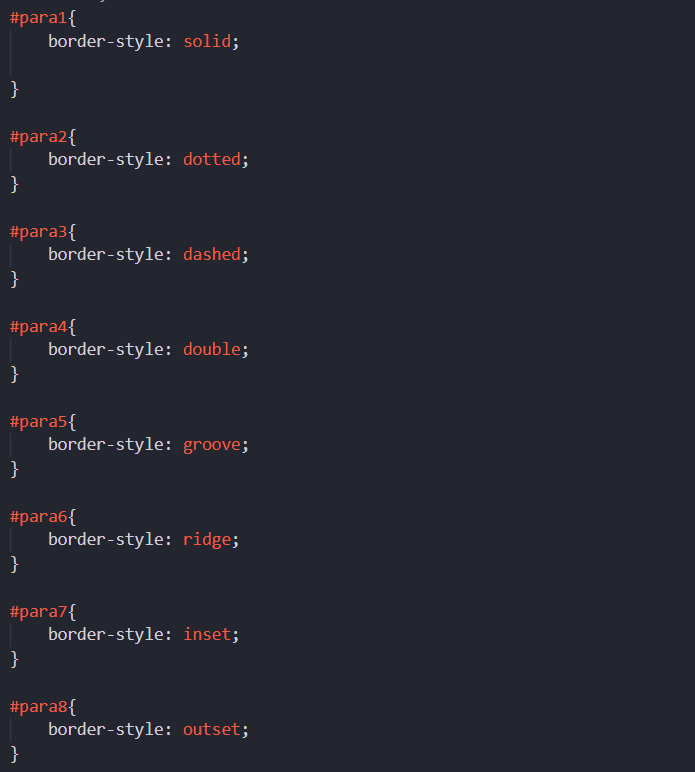 #para1{
    border-style: solid;

}

#para2{
    border-style: dotted;
}

#para3{
    border-style: dashed;
}

#para4{
    border-style: double;
}

#para5{
    border-style: groove;
}

#para6{
    border-style: ridge;
}

#para7{
    border-style: inset;
}

#para8{
    border-style: outset;
}